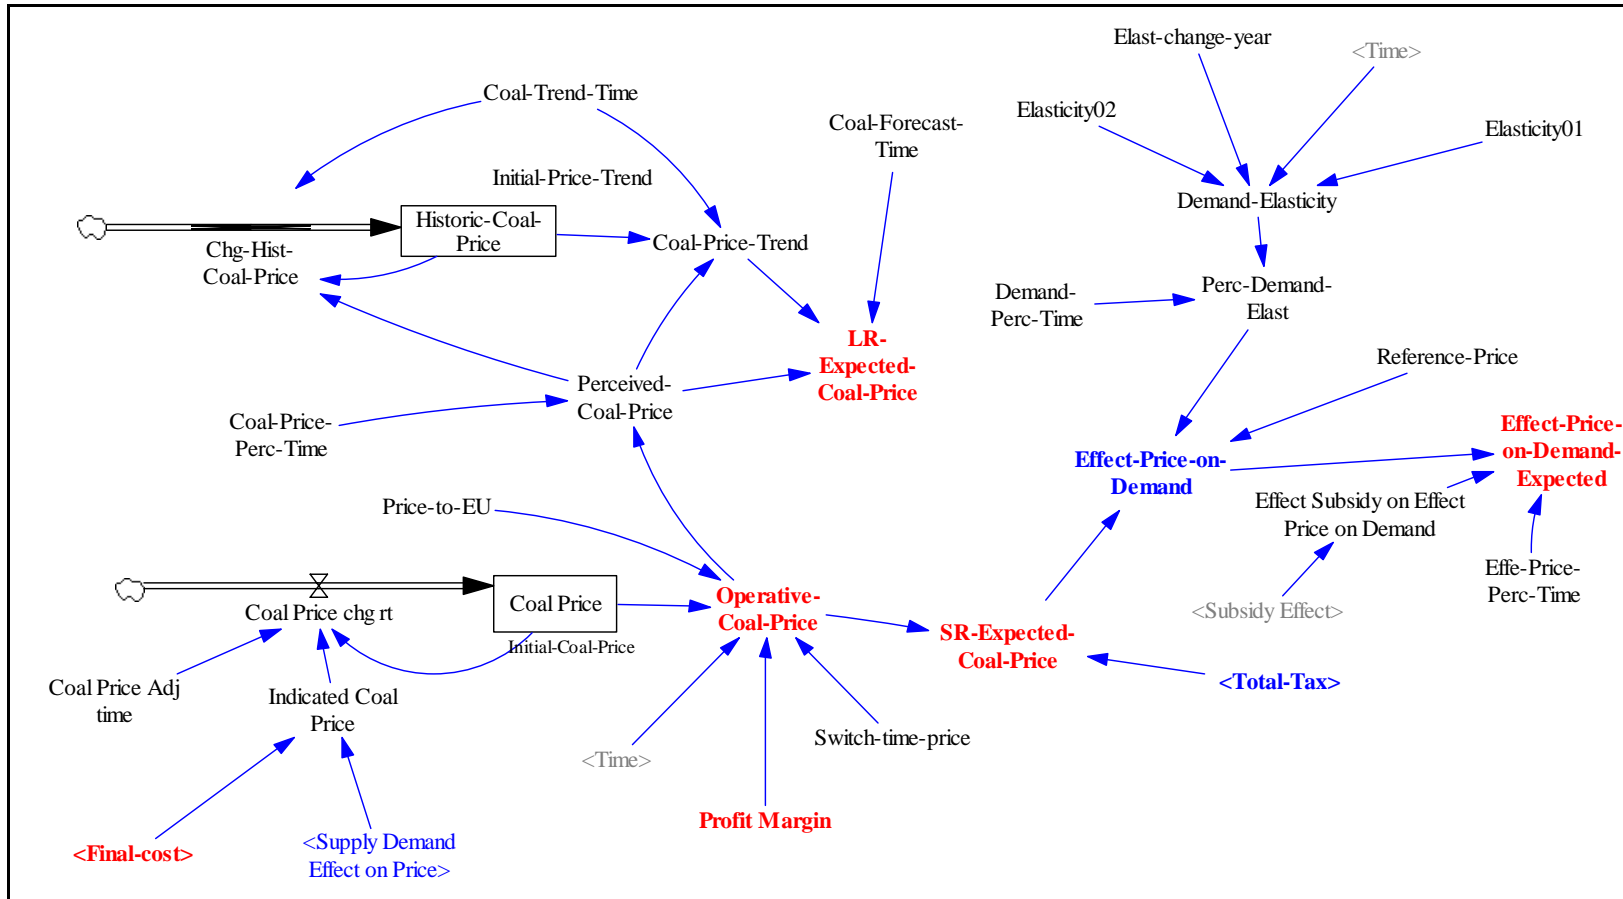 Elast-change-year
<Time>
Coal-Trend-Time
Elasticity02
Coal-Forecast-
Time
Elasticity01
Initial-Price-Trend
Demand-Elasticity
Historic-Coal-
Price
Coal-Price-Trend
Chg-Hist-
Coal-Price
Demand-
Perc-Time
Perc-Demand-
Elast
LR-
Expected-
Coal-Price
Reference-Price
Perceived-
Coal-Price
Coal-Price-
Perc-Time
Effect-Price-
on-Demand-
Expected
Effect-Price-on-
Demand
Effect Subsidy on Effect
Price on Demand
Price-to-EU
Effe-Price-
Perc-Time
Coal Price
Operative-
Coal-Price
<Subsidy Effect>
Coal Price chg rt
Initial-Coal-Price
SR-Expected-
Coal-Price
<Total-Tax>
Coal Price Adj
time
Indicated Coal
Price
Switch-time-price
<Time>
Profit Margin
<Final-cost>
<Supply Demand
Effect on Price>